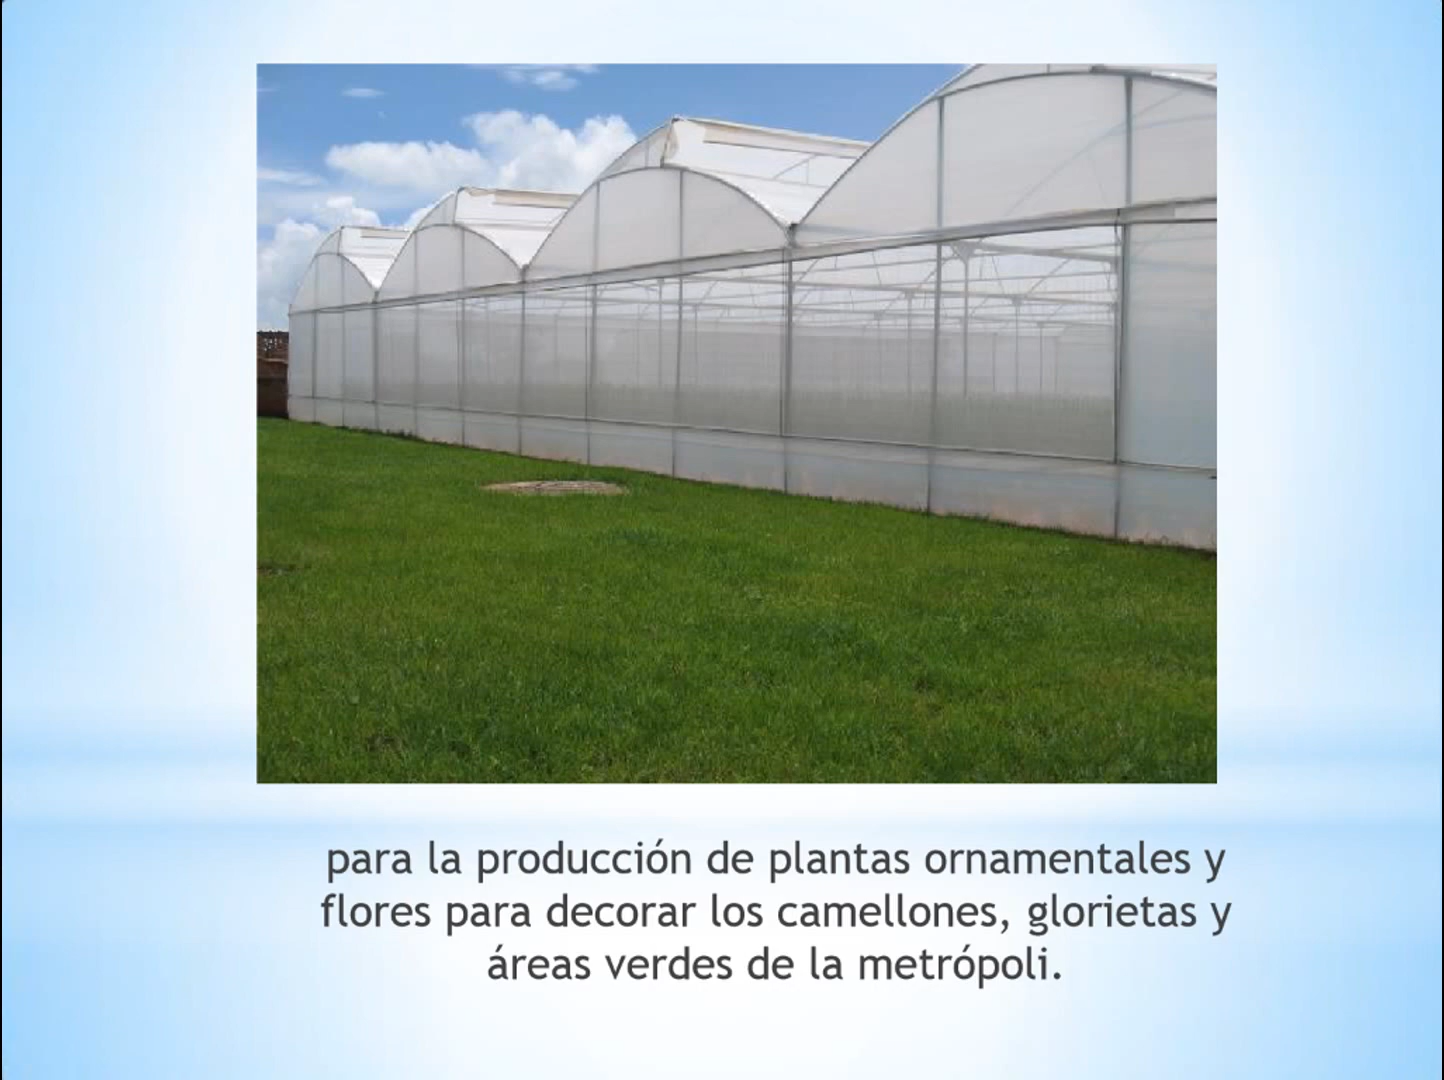 para la producción de plantas ornamentales y
flores para decorar los camellones, glorietas y
áreas verdes de la metrópoli.